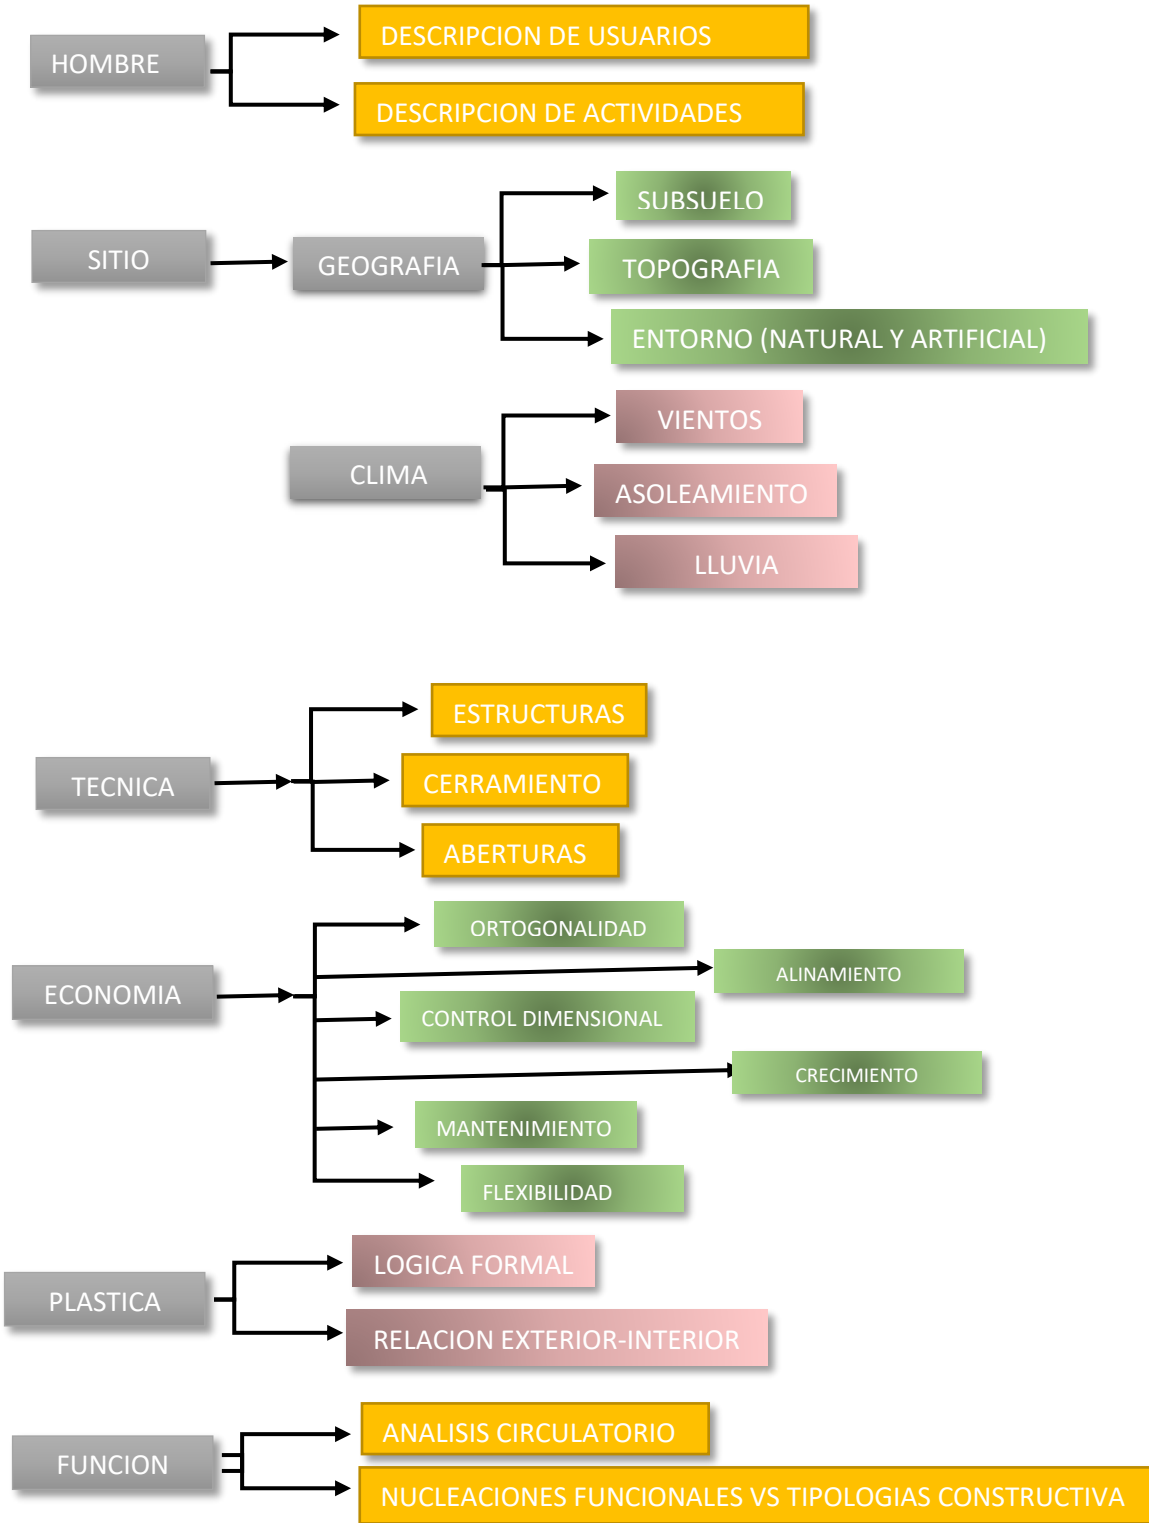 DESCRIPCION DE USUARIOS
HOMBRE
DESCRIPCION DE ACTIVIDADES
SUBSUELO
SITIO
GEOGRAFIA
TOPOGRAFIA
ENTORNO (NATURAL Y ARTIFICIAL)
VIENTOS
CLIMA
ASOLEAMIENTO
LLUVIA
ESTRUCTURAS
TECNICA
CERRAMIENTO
ABERTURAS
ORTOGONALIDAD
ALINAMIENTO
ECONOMIA
CONTROL DIMENSIONAL
CRECIMIENTO
MANTENIMIENTO
FLEXIBILIDAD
LOGICA FORMAL
PLASTICA
RELACION EXTERIOR-INTERIOR
ANALISIS CIRCULATORIO
FUNCION
NUCLEACIONES FUNCIONALES VS TIPOLOGIAS CONSTRUCTIVA